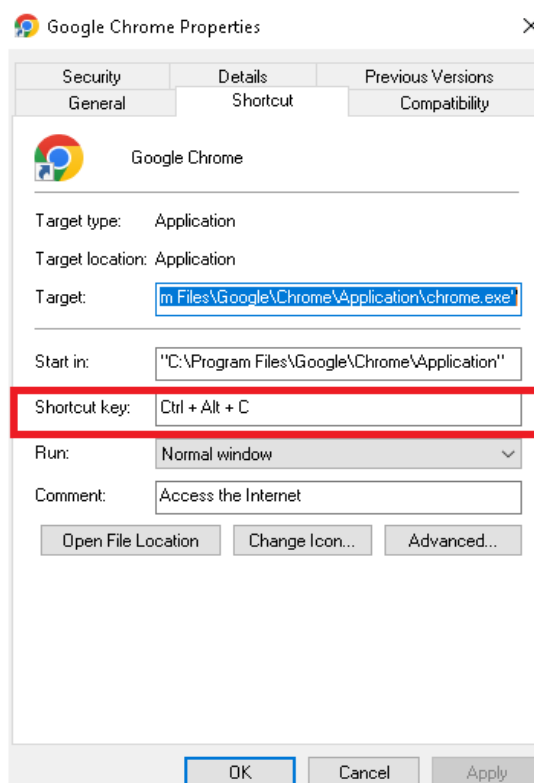 Google Chrome Properties
Security Details Previous Versions
General Shortcut Compatibility
Google Chrome
Target type: Application
Target location: Application
Target: m Files\Google\Chrome\Application\chrome.exe"
Start in: "C:\Program Files\Google\Chrome\Application"
Shortcut key: Ctrl + Alt + C
Run: Normal window
Comment: Access the Internet
Open File Location Change Icon... Advanced...
OK Cancel Apply